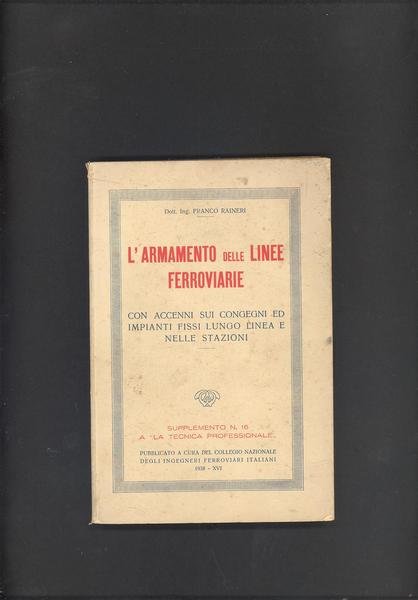 Dott. Ing. FRANCO RAINERI
L'ARMAMENTO DELLE LINEE
FERROVIARIE
CON ACCENNI SUI CONGEGNI ED
IMPIANTI FISSI LUNGO LINEA E
NELLE STAZIONI
SUPPLEMENTO N. 16
A "LA TECNICA PROFESSIONALE"
PUBBLICATO A CURA DEL COLLEGIO NAZIONALE
DEGLI INGEGNERI FERROVIARI ITALIANI
1938 - XVI